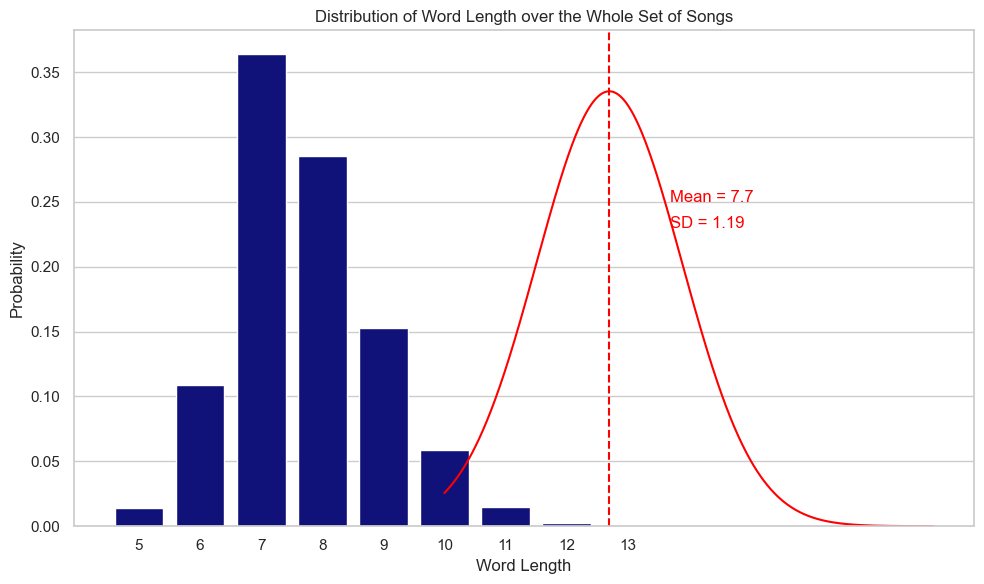 Distribution of Word Length over the Whole Set of Songs
Probability
0.35
0.30
0.25
0.20
0.15
0.10
0.05
0.00
Mean = 7.7
SD = 1.19
5 6 7 8 9 10 11 12 13
Word Length